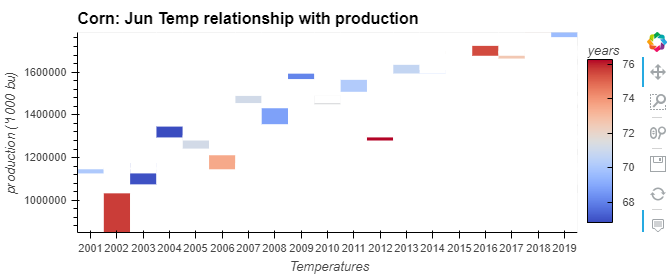 Corn: Jun Temp relationship with production
years
production ('1000 bu)
1600000
1400000
1200000
1000000
76
74
72
70
68
2001 2002 2003 2004 2005 2006 2007 2008 2009 2010 2011 2012 2013 2014 2015 2016 2017 2018 2019
Temperatures